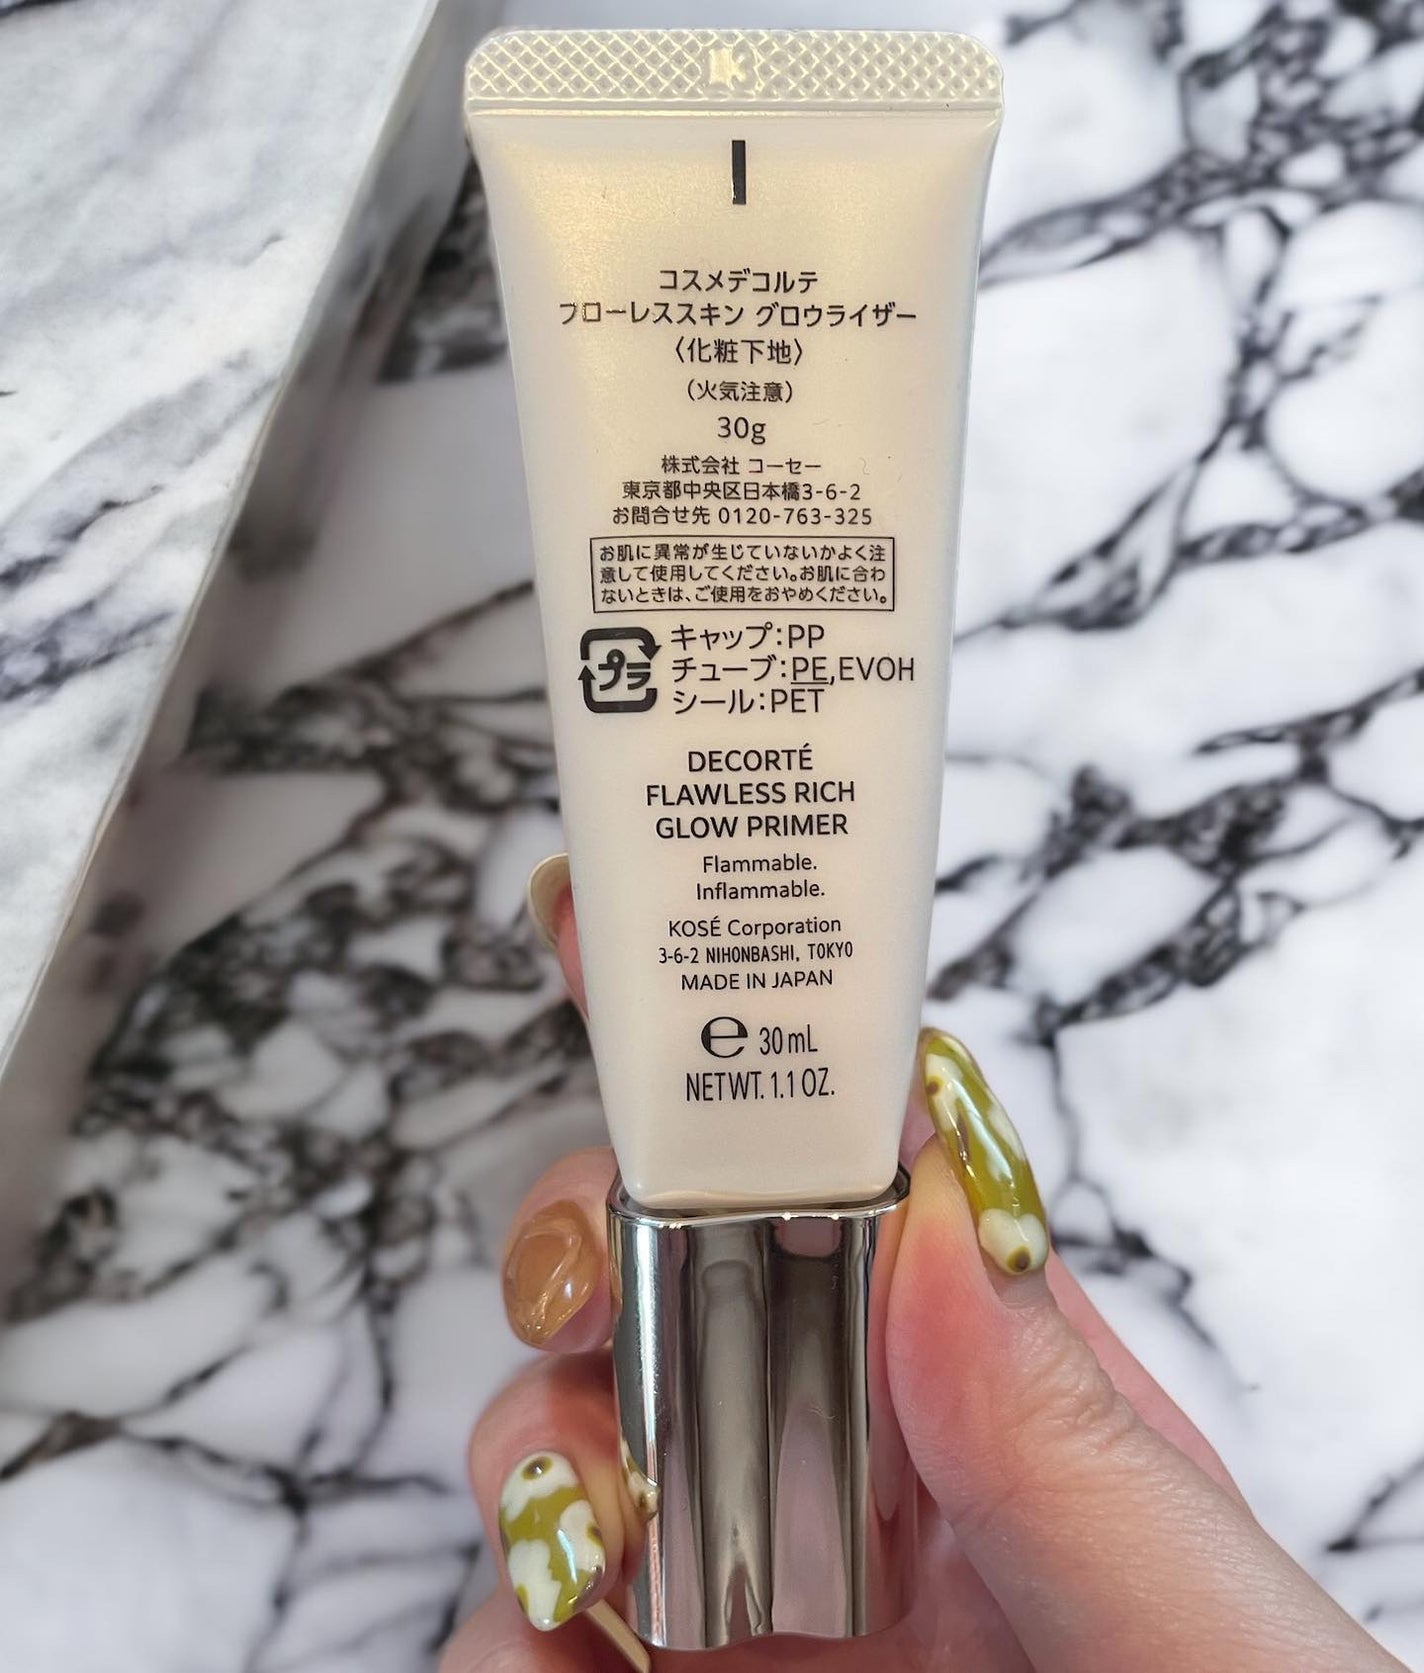 コスメデコルテ
フローレススキン グロウライザー
〈化粧下地〉
(火気注意)
30g
株式会社 コーセー
東京都中央区日本橋3-6-2
お問合せ先 0120-763-325
お肌に異常が生じていないかよく注
意して使用してください。お肌に合わ
ないときは、ご使用をおやめください。
プラ
キャップ:PP
チューブ:PE,EVOH
シール:PET
DECORTÉ
FLAWLESS RICH
GLOW PRIMER
Flammable.
Inflammable.
KOSÉ Corporation
3-6-2 NIHONBASHI, TOKYO
MADE IN JAPAN
℮ 30mL
NET WT. 1.1 OZ.